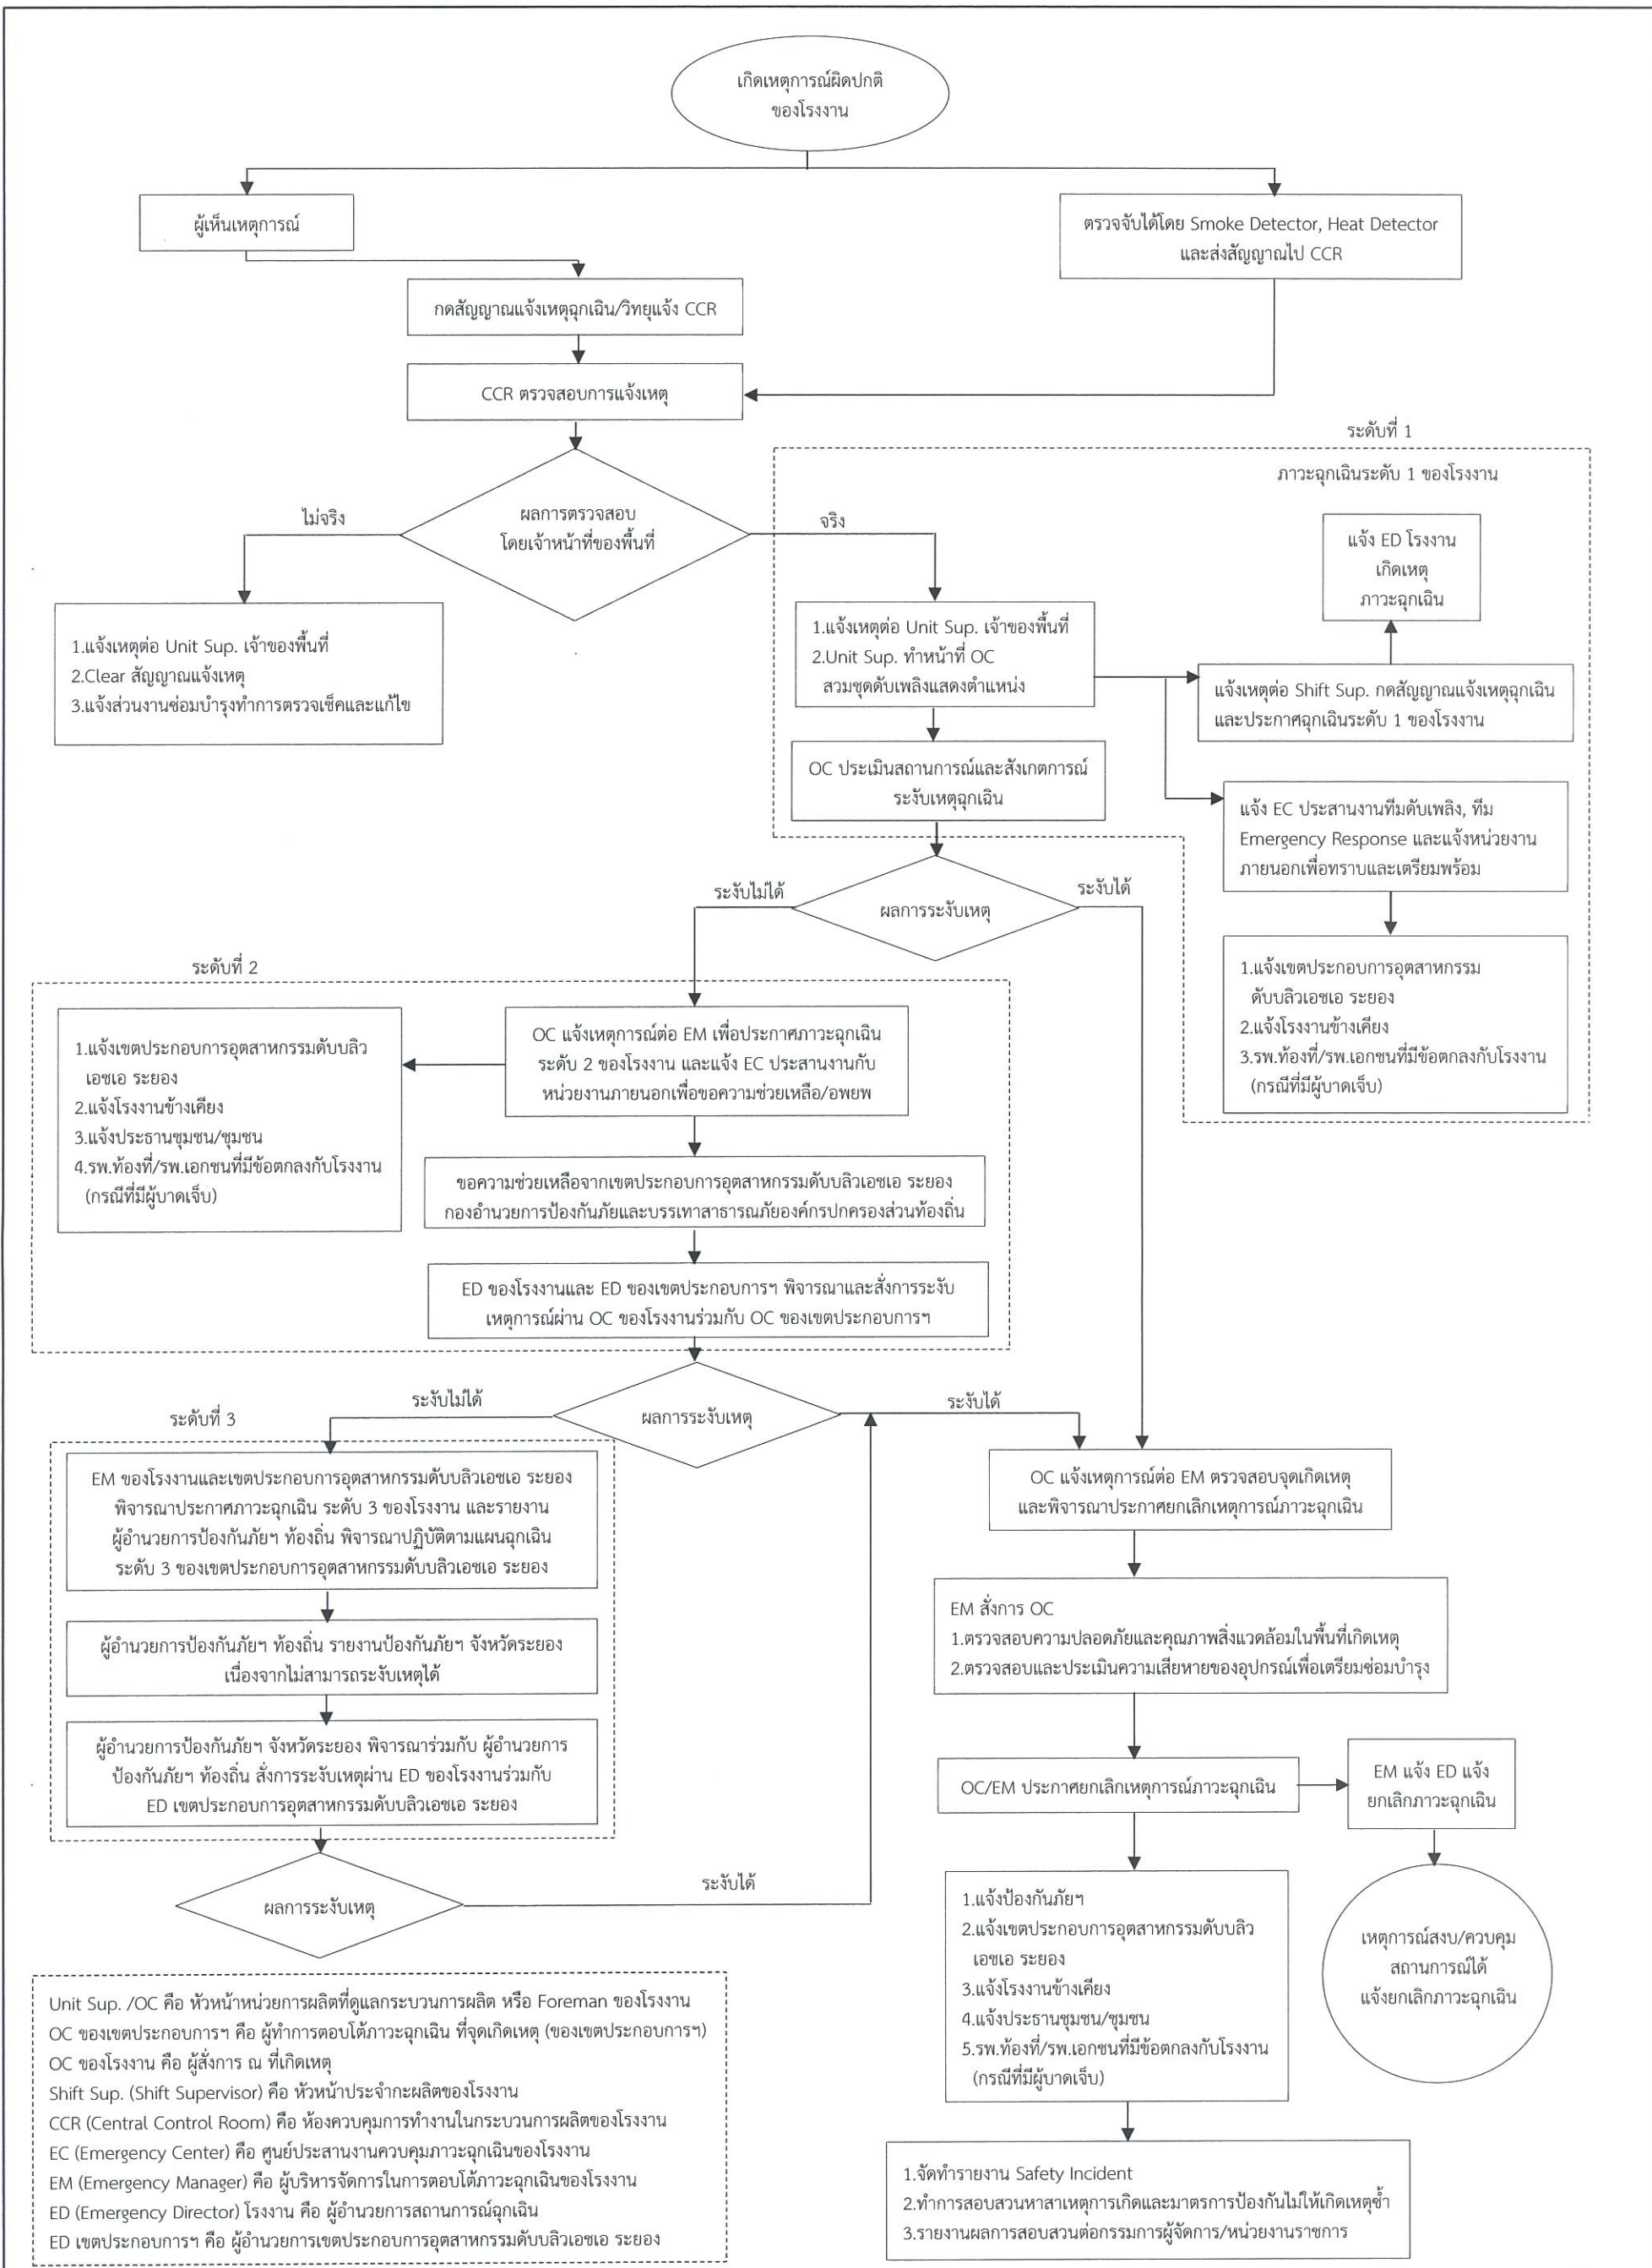 เกิดเหตุการณ์ผิดปกติ
ของโรงงาน
ผู้เห็นเหตุการณ์
ตรวจจับได้โดย Smoke Detector, Heat Detector
และส่งสัญญาณไป CCR
กดสัญญาณแจ้งเหตุฉุกเฉิน/วิทยุแจ้ง CCR
CCR ตรวจสอบการแจ้งเหตุ
ผลการตรวจสอบ
โดยเจ้าหน้าที่ของพื้นที่
ไม่จริง
จริง
1.แจ้งเหตุต่อ Unit Sup. เจ้าของพื้นที่
2.Clear สัญญาณแจ้งเหตุ
3.แจ้งส่วนงานซ่อมบำรุงทำการตรวจเช็คและแก้ไข
ระดับที่ 1
ภาวะฉุกเฉินระดับ 1 ของโรงงาน
แจ้ง ED โรงงาน
เกิดเหตุ
ภาวะฉุกเฉิน
1.แจ้งเหตุต่อ Unit Sup. เจ้าของพื้นที่
2.Unit Sup. ทำหน้าที่ OC
สวมชุดดับเพลิงแสดงตำแหน่ง
แจ้งเหตุต่อ Shift Sup. กดสัญญาณแจ้งเหตุฉุกเฉิน
และประกาศฉุกเฉินระดับ 1 ของโรงงาน
OC ประเมินสถานการณ์และสังเกตการณ์
ระงับเหตุฉุกเฉิน
แจ้ง EC ประสานงานทีมดับเพลิง, ทีม
Emergency Response และแจ้งหน่วยงาน
ภายนอกเพื่อทราบและเตรียมพร้อม
1.แจ้งเขตประกอบการอุตสาหกรรม
ดับบลิวเอชเอ ระยอง
2.แจ้งโรงงานข้างเคียง
3.รพ.ท้องที่/รพ.เอกชนที่มีข้อตกลงกับโรงงาน
(กรณีที่มีผู้บาดเจ็บ)
ผลการระงับเหตุ
ระงับไม่ได้
ระงับได้
ระดับที่ 2
1.แจ้งเขตประกอบการอุตสาหกรรมดับบลิว
เอชเอ ระยอง
2.แจ้งโรงงานข้างเคียง
3.แจ้งประธานชุมชน/ชุมชน
4.รพ.ท้องที่/รพ.เอกชนที่มีข้อตกลงกับโรงงาน
(กรณีที่มีผู้บาดเจ็บ)
OC แจ้งเหตุการณ์ต่อ EM เพื่อประกาศภาวะฉุกเฉิน
ระดับ 2 ของโรงงาน และแจ้ง EC ประสานงานกับ
หน่วยงานภายนอกเพื่อขอความช่วยเหลือ/อพยพ
ขอความช่วยเหลือจากเขตประกอบการอุตสาหกรรมดับบลิวเอชเอ ระยอง
กองอำนวยการป้องกันภัยและบรรเทาสาธารณภัยองค์กรปกครองส่วนท้องถิ่น
ED ของโรงงานและ ED ของเขตประกอบการฯ พิจารณาและสั่งการระงับ
เหตุการณ์ผ่าน OC ของโรงงานร่วมกับ OC ของเขตประกอบการฯ
ผลการระงับเหตุ
ระงับไม่ได้
ระงับได้
ระดับที่ 3
EM ของโรงงานและเขตประกอบการอุตสาหกรรมดับบลิวเอชเอ ระยอง
พิจารณาประกาศภาวะฉุกเฉิน ระดับ 3 ของโรงงาน และรายงาน
ผู้อำนวยการป้องกันภัยฯ ท้องถิ่น พิจารณาปฏิบัติตามแผนฉุกเฉิน
ระดับ 3 ของเขตประกอบการอุตสาหกรรมดับบลิวเอชเอ ระยอง
ผู้อำนวยการป้องกันภัยฯ ท้องถิ่น รายงานป้องกันภัยฯ จังหวัดระยอง
เนื่องจากไม่สามารถระงับเหตุได้
ผู้อำนวยการป้องกันภัยฯ จังหวัดระยอง พิจารณาร่วมกับ ผู้อำนวยการ
ป้องกันภัยฯ ท้องถิ่น สั่งการระงับเหตุผ่าน ED ของโรงงานร่วมกับ
ED เขตประกอบการอุตสาหกรรมดับบลิวเอชเอ ระยอง
ผลการระงับเหตุ
ระงับได้
OC แจ้งเหตุการณ์ต่อ EM ตรวจสอบจุดเกิดเหตุ
และพิจารณาประกาศยกเลิกเหตุการณ์ภาวะฉุกเฉิน
EM สั่งการ OC
1.ตรวจสอบความปลอดภัยและคุณภาพสิ่งแวดล้อมในพื้นที่เกิดเหตุ
2.ตรวจสอบและประเมินความเสียหายของอุปกรณ์เพื่อเตรียมซ่อมบำรุง
OC/EM ประกาศยกเลิกเหตุการณ์ภาวะฉุกเฉิน
EM แจ้ง ED แจ้ง
ยกเลิกภาวะฉุกเฉิน
1.แจ้งป้องกันภัยฯ
2.แจ้งเขตประกอบการอุตสาหกรรมดับบลิว
เอชเอ ระยอง
3.แจ้งโรงงานข้างเคียง
4.แจ้งประธานชุมชน/ชุมชน
5.รพ.ท้องที่/รพ.เอกชนที่มีข้อตกลงกับโรงงาน
(กรณีที่มีผู้บาดเจ็บ)
เหตุการณ์สงบ/ควบคุม
สถานการณ์ได้
แจ้งยกเลิกภาวะฉุกเฉิน
1.จัดทำรายงาน Safety Incident
2.ทำการสอบสวนหาสาเหตุการเกิดและมาตรการป้องกันไม่ให้เกิดเหตุซ้ำ
3.รายงานผลการสอบสวนต่อกรรมการผู้จัดการ/หน่วยงานราชการ
Unit Sup. /OC คือ หัวหน้าหน่วยการผลิตที่ดูแลกระบวนการผลิต หรือ Foreman ของโรงงาน
OC ของเขตประกอบการฯ คือ ผู้ทำการตอบโต้ภาวะฉุกเฉิน ที่จุดเกิดเหตุ (ของเขตประกอบการฯ)
OC ของโรงงาน คือ ผู้สั่งการ ณ ที่เกิดเหตุ
Shift Sup. (Shift Supervisor) คือ หัวหน้าประจำกะผลิตของโรงงาน
CCR (Central Control Room) คือ ห้องควบคุมการทำงานในกระบวนการผลิตของโรงงาน
EC (Emergency Center) คือ ศูนย์ประสานงานควบคุมภาวะฉุกเฉินของโรงงาน
EM (Emergency Manager) คือ ผู้บริหารจัดการในการตอบโต้ภาวะฉุกเฉินของโรงงาน
ED (Emergency Director) โรงงาน คือ ผู้อำนวยการสถานการณ์ฉุกเฉิน
ED เขตประกอบการฯ คือ ผู้อำนวยการเขตประกอบการอุตสาหกรรมดับบลิวเอชเอ ระยอง